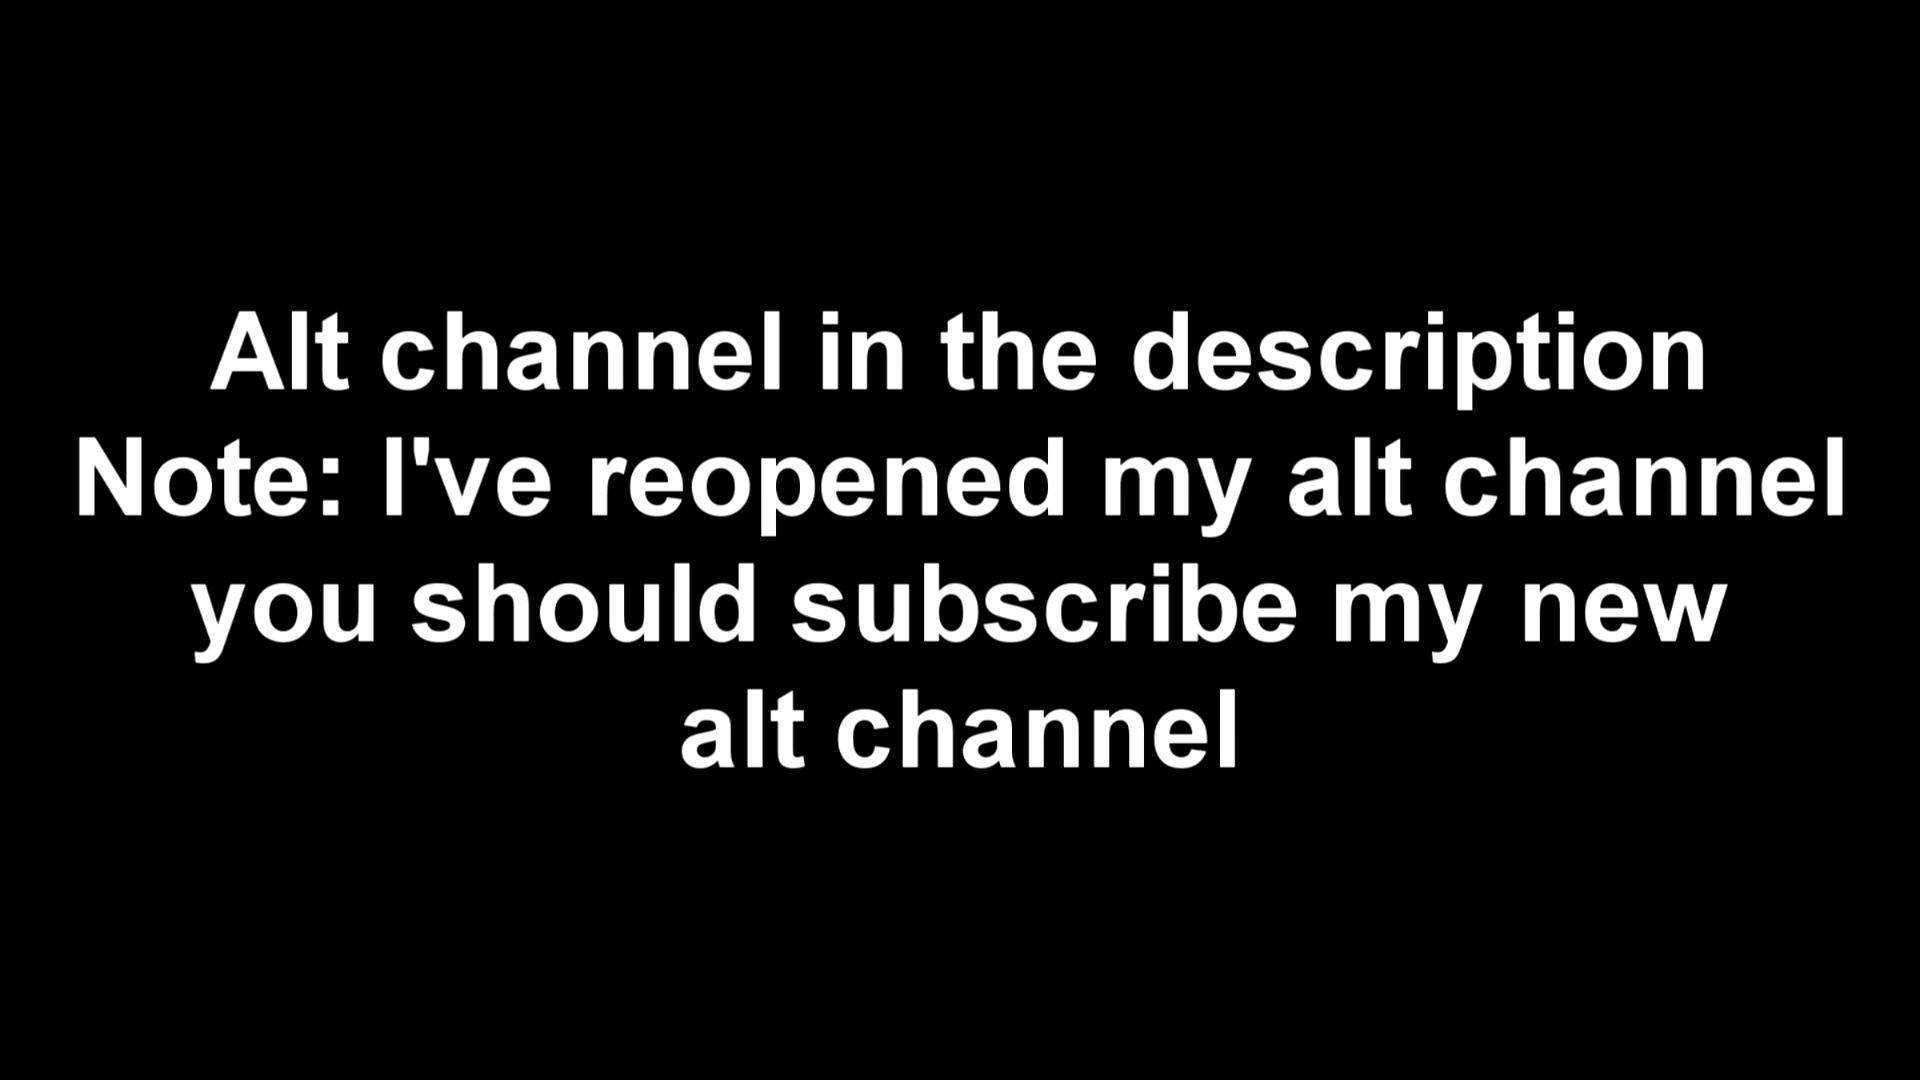 Alt channel in the description
Note: I've reopened my alt channel
you should subscribe my new
alt channel